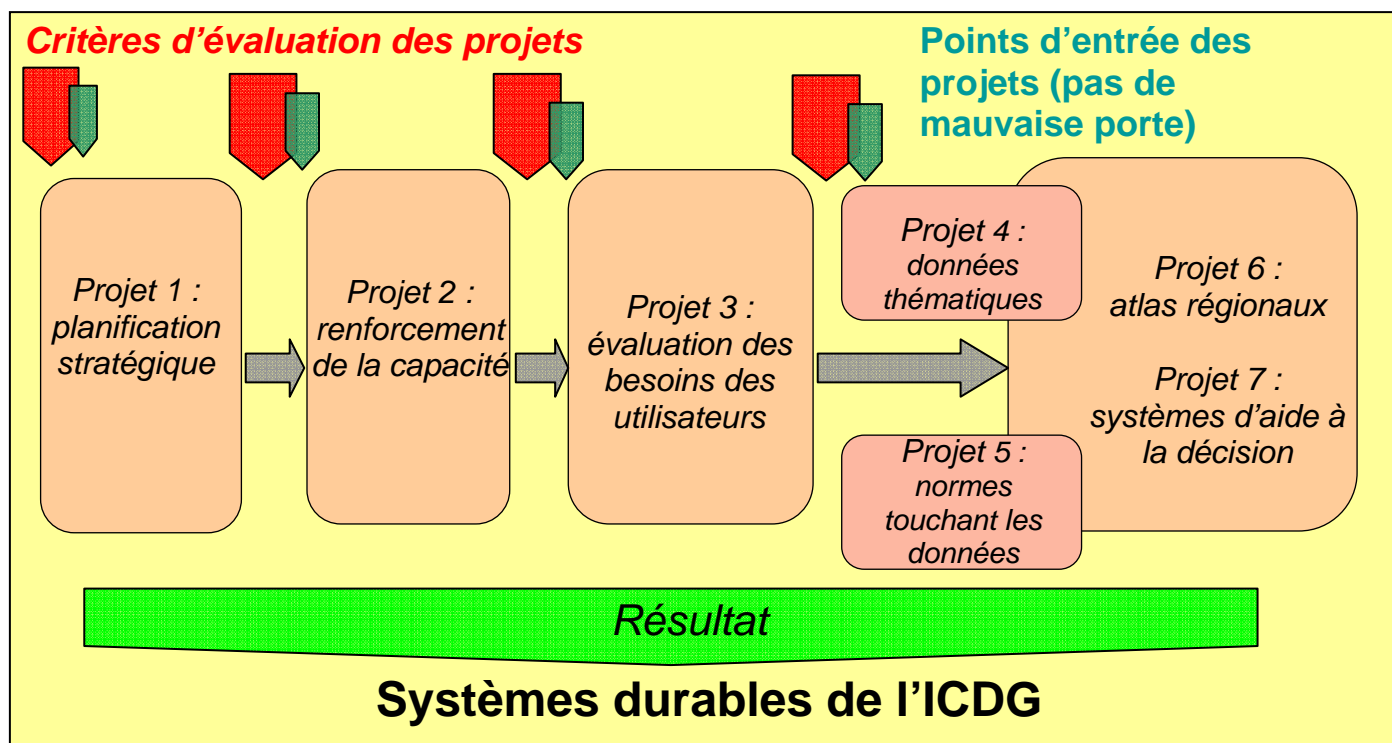 Critères d'évaluation des projets
Points d'entrée des
projets (pas de
mauvaise porte)
Projet 1 :
planification
stratégique
Projet 2 :
renforcement
de la capacité
Projet 3 :
évaluation des
besoins des
utilisateurs
Projet 4 :
données
thématiques
Projet 5 :
normes
touchant les
données
Projet 6 :
atlas régionaux
Projet 7 :
systèmes d'aide à
la décision
Résultat
Systèmes durables de l'ICDG